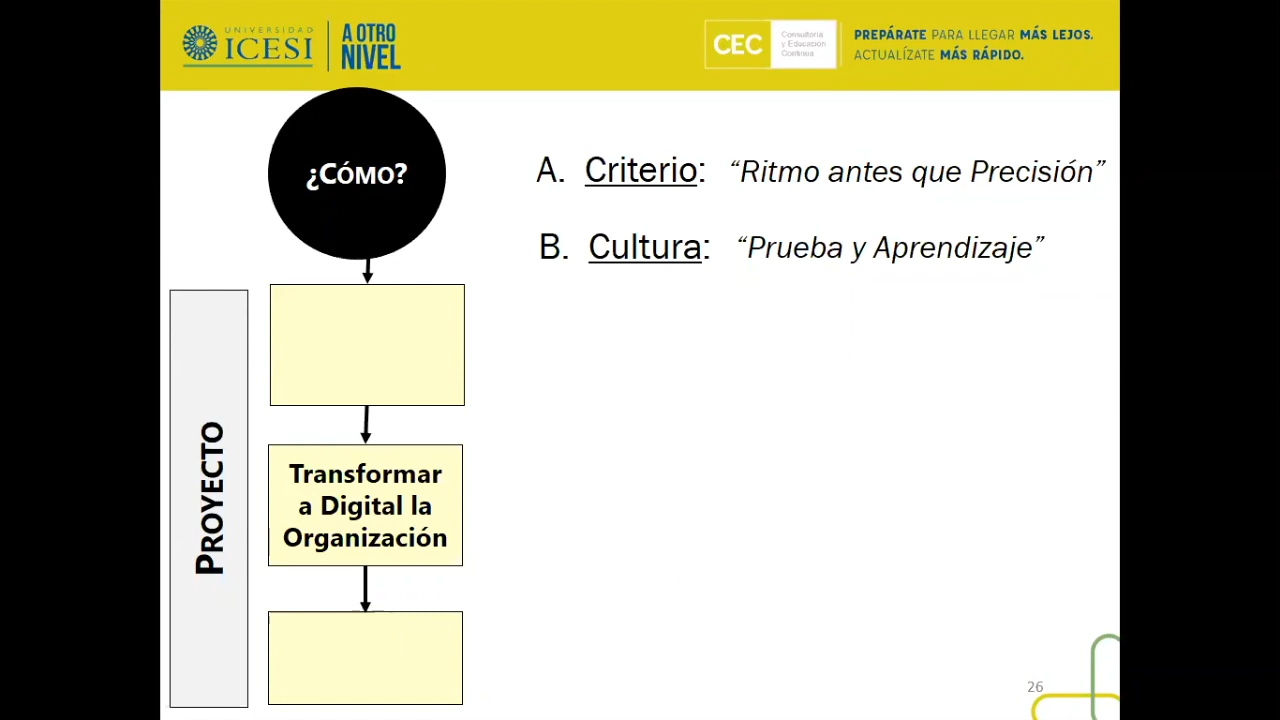 UNIVERSIDAD
ICESI
A OTRO
NIVEL
CEC
Consultoría
y Educación
Continua
PREPÁRATE PARA LLEGAR MÁS LEJOS.
ACTUALÍZATE MÁS RÁPIDO.
¿CÓMO?
A. Criterio: “Ritmo antes que Precisión”
B. Cultura: “Prueba y Aprendizaje”
PROYECTO
Transformar
a Digital la
Organización
26